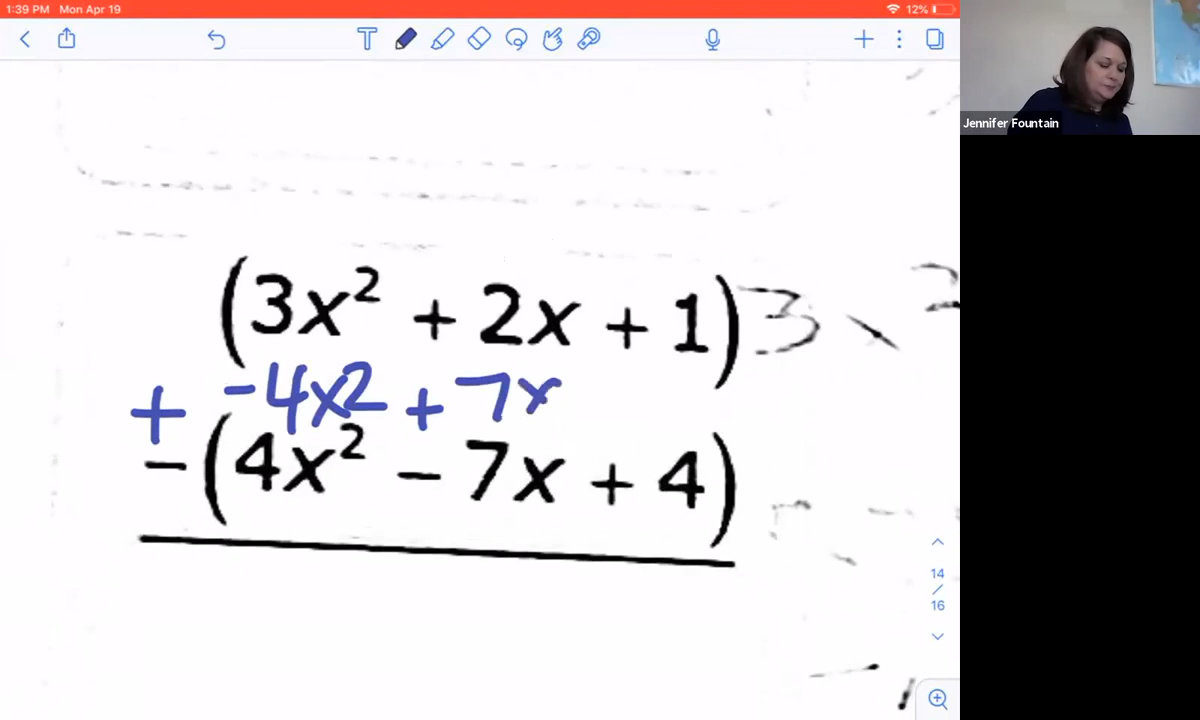 1:39 PM Mon Apr 19
12%
T
Jennifer Fountain
(3x² + 2x + 1) 3x
+ -4x2 + 7x
-(4x² - 7x + 4)
14
/
16